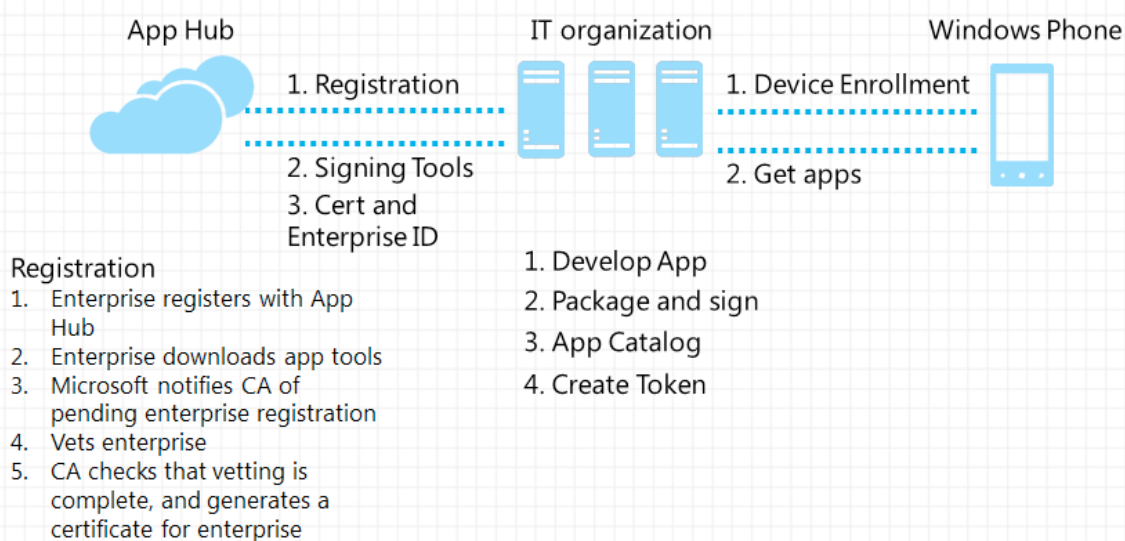 App Hub
IT organization
Windows Phone
1. Registration
2. Signing Tools
3. Cert and
Enterprise ID
1. Device Enrollment
2. Get apps
Registration
1. Enterprise registers with App
Hub
2. Enterprise downloads app tools
3. Microsoft notifies CA of
pending enterprise registration
4. Vets enterprise
5. CA checks that vetting is
complete, and generates a
certificate for enterprise
1. Develop App
2. Package and sign
3. App Catalog
4. Create Token